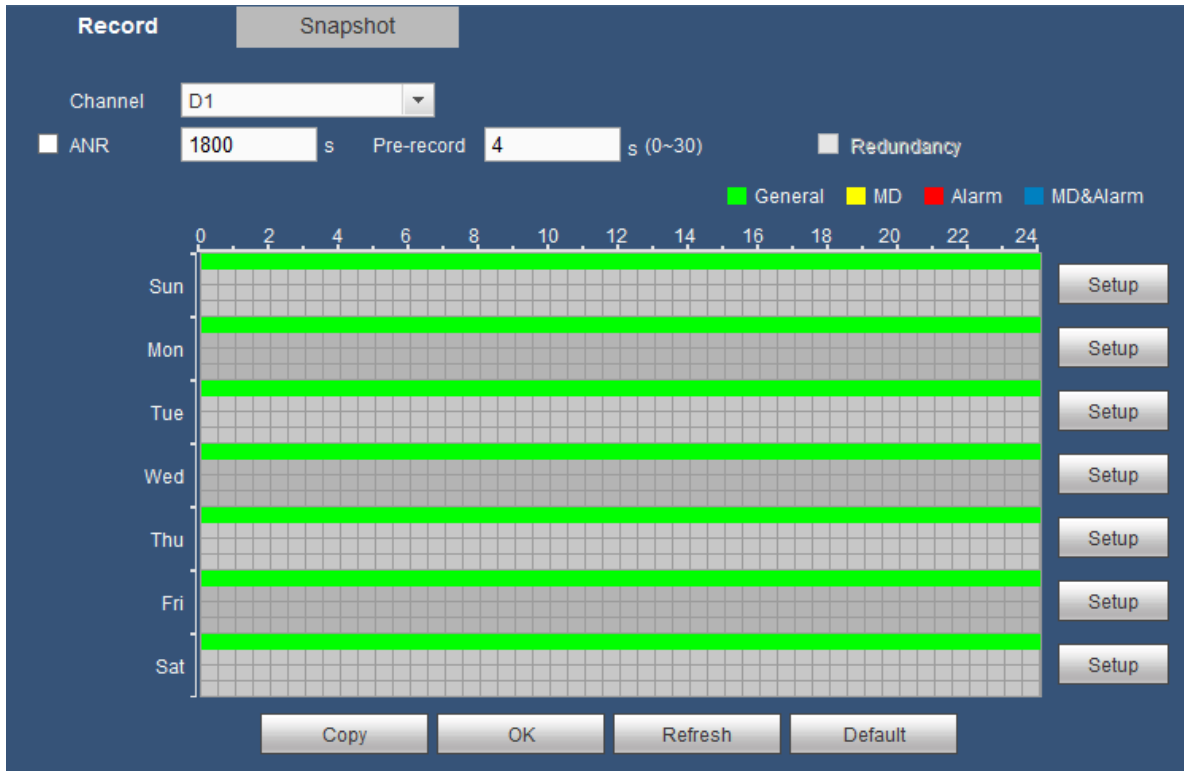 Record Snapshot
Channel D1
ANR 1800 s Pre-record 4 s (0~30) Redundancy
General MD Alarm MD&Alarm
0 2 4 6 8 10 12 14 16 18 20 22 24
Sun Setup
Mon Setup
Tue Setup
Wed Setup
Thu Setup
Fri Setup
Sat Setup
Copy OK Refresh Default